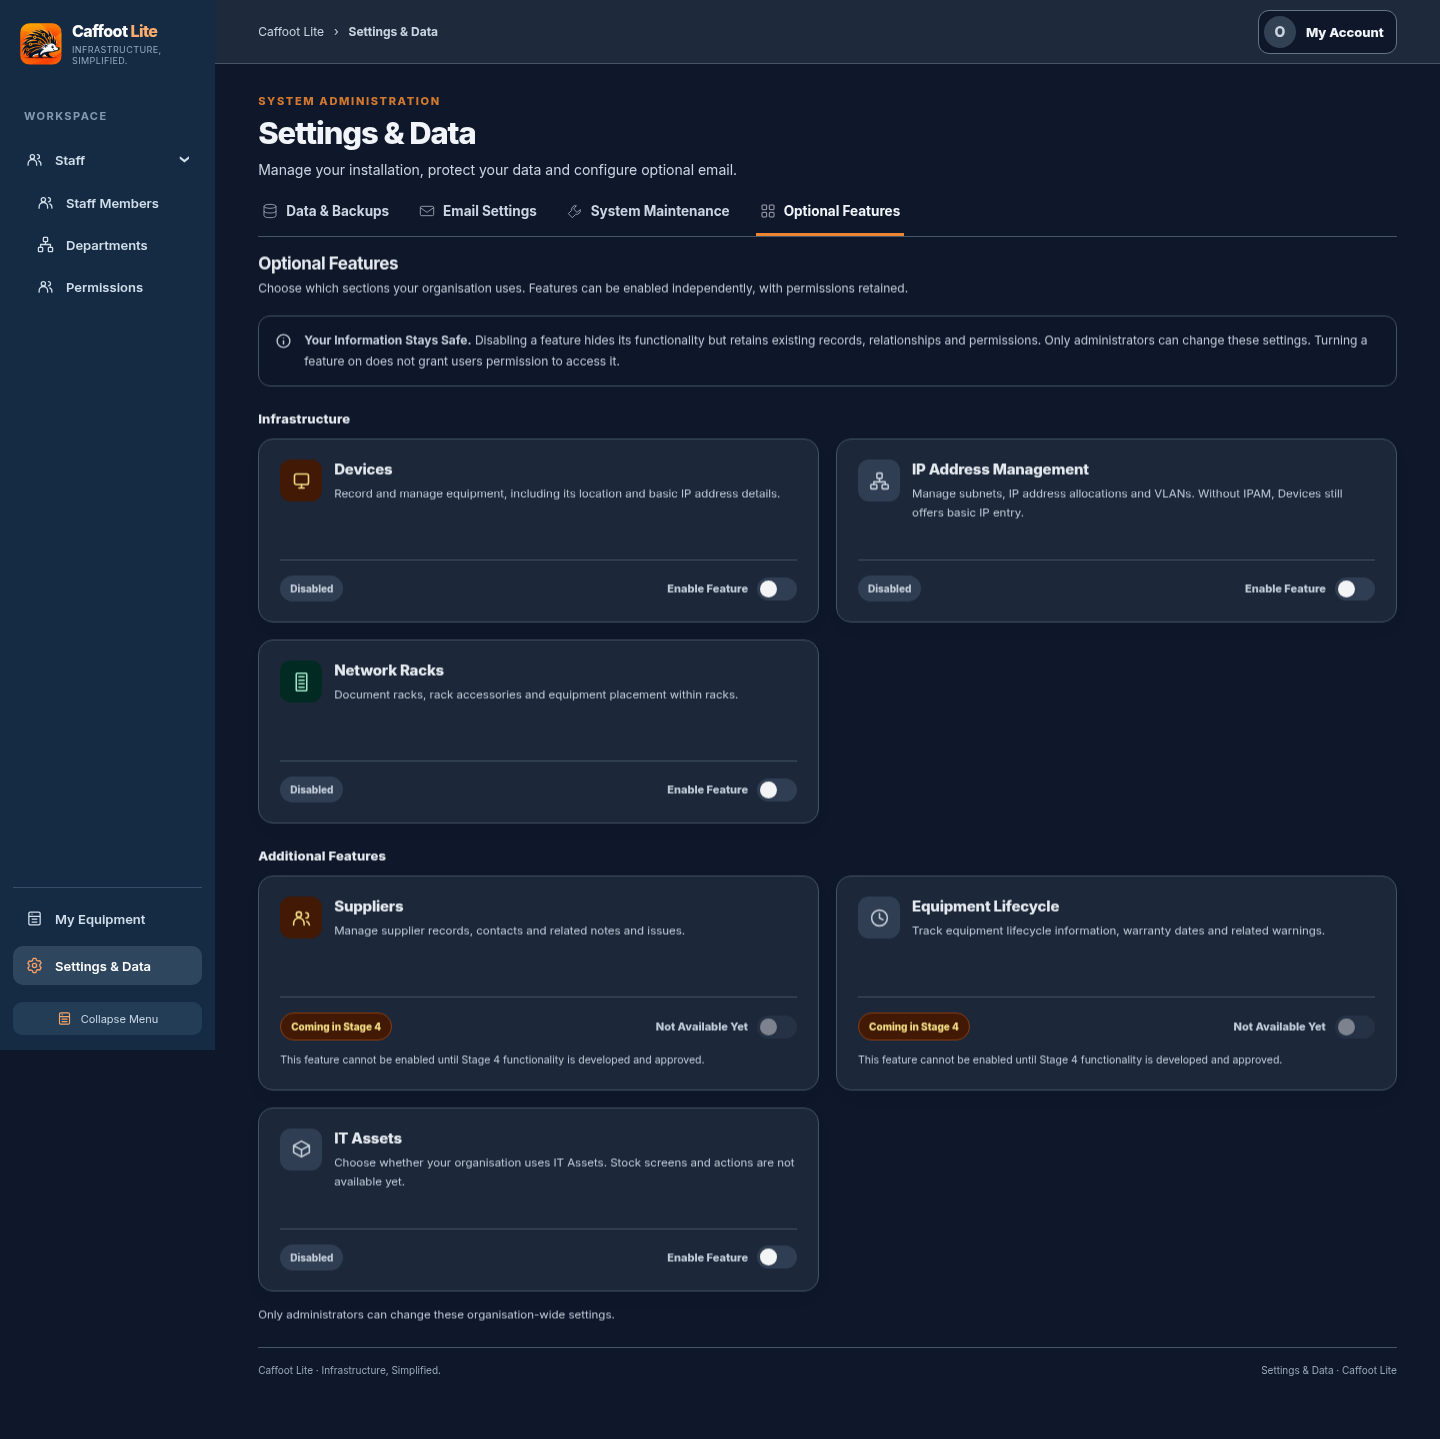 Caffoot Lite
INFRASTRUCTURE,
SIMPLIFIED.
WORKSPACE
Staff
Staff Members
Departments
Permissions
My Equipment
Settings & Data
Collapse Menu
Caffoot Lite › Settings & Data
O My Account
SYSTEM ADMINISTRATION
Settings & Data
Manage your installation, protect your data and configure optional email.
Data & Backups Email Settings System Maintenance Optional Features
Optional Features
Choose which sections your organisation uses. Features can be enabled independently, with permissions retained.
Your Information Stays Safe. Disabling a feature hides its functionality but retains existing records, relationships and permissions. Only administrators can change these settings. Turning a
feature on does not grant users permission to access it.
Infrastructure
Devices
Record and manage equipment, including its location and basic IP address details.
Disabled Enable Feature
IP Address Management
Manage subnets, IP address allocations and VLANs. Without IPAM, Devices still
offers basic IP entry.
Disabled Enable Feature
Network Racks
Document racks, rack accessories and equipment placement within racks.
Disabled Enable Feature
Additional Features
Suppliers
Manage supplier records, contacts and related notes and issues.
Coming in Stage 4 Not Available Yet
This feature cannot be enabled until Stage 4 functionality is developed and approved.
Equipment Lifecycle
Track equipment lifecycle information, warranty dates and related warnings.
Coming in Stage 4 Not Available Yet
This feature cannot be enabled until Stage 4 functionality is developed and approved.
IT Assets
Choose whether your organisation uses IT Assets. Stock screens and actions are not
available yet.
Disabled Enable Feature
Only administrators can change these organisation-wide settings.
Caffoot Lite · Infrastructure, Simplified.
Settings & Data · Caffoot Lite